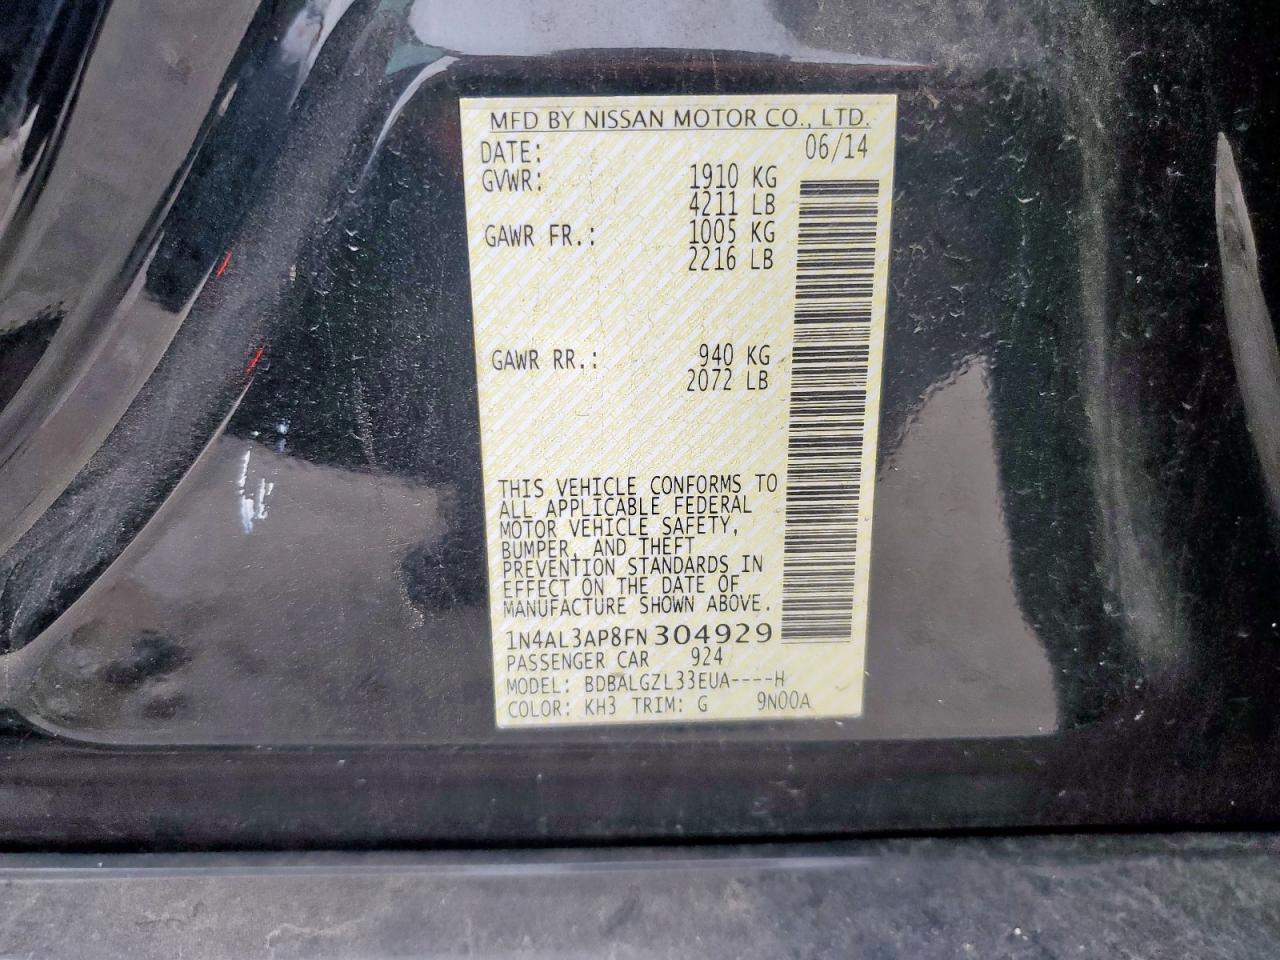 MFD BY NISSAN MOTOR CO., LTD.
DATE: 06/14
GVWR: 1910 KG
4211 LB
GAWR FR.: 1005 KG
2216 LB
GAWR RR.: 940 KG
2072 LB
THIS VEHICLE CONFORMS TO
ALL APPLICABLE FEDERAL
MOTOR VEHICLE SAFETY,
BUMPER, AND THEFT
PREVENTION STANDARDS IN
EFFECT ON THE DATE OF
MANUFACTURE SHOWN ABOVE.
1N4AL3AP8FN304929
PASSENGER CAR 924
MODEL: BDBALGZL33EUA----H
COLOR: KH3 TRIM: G 9N00A